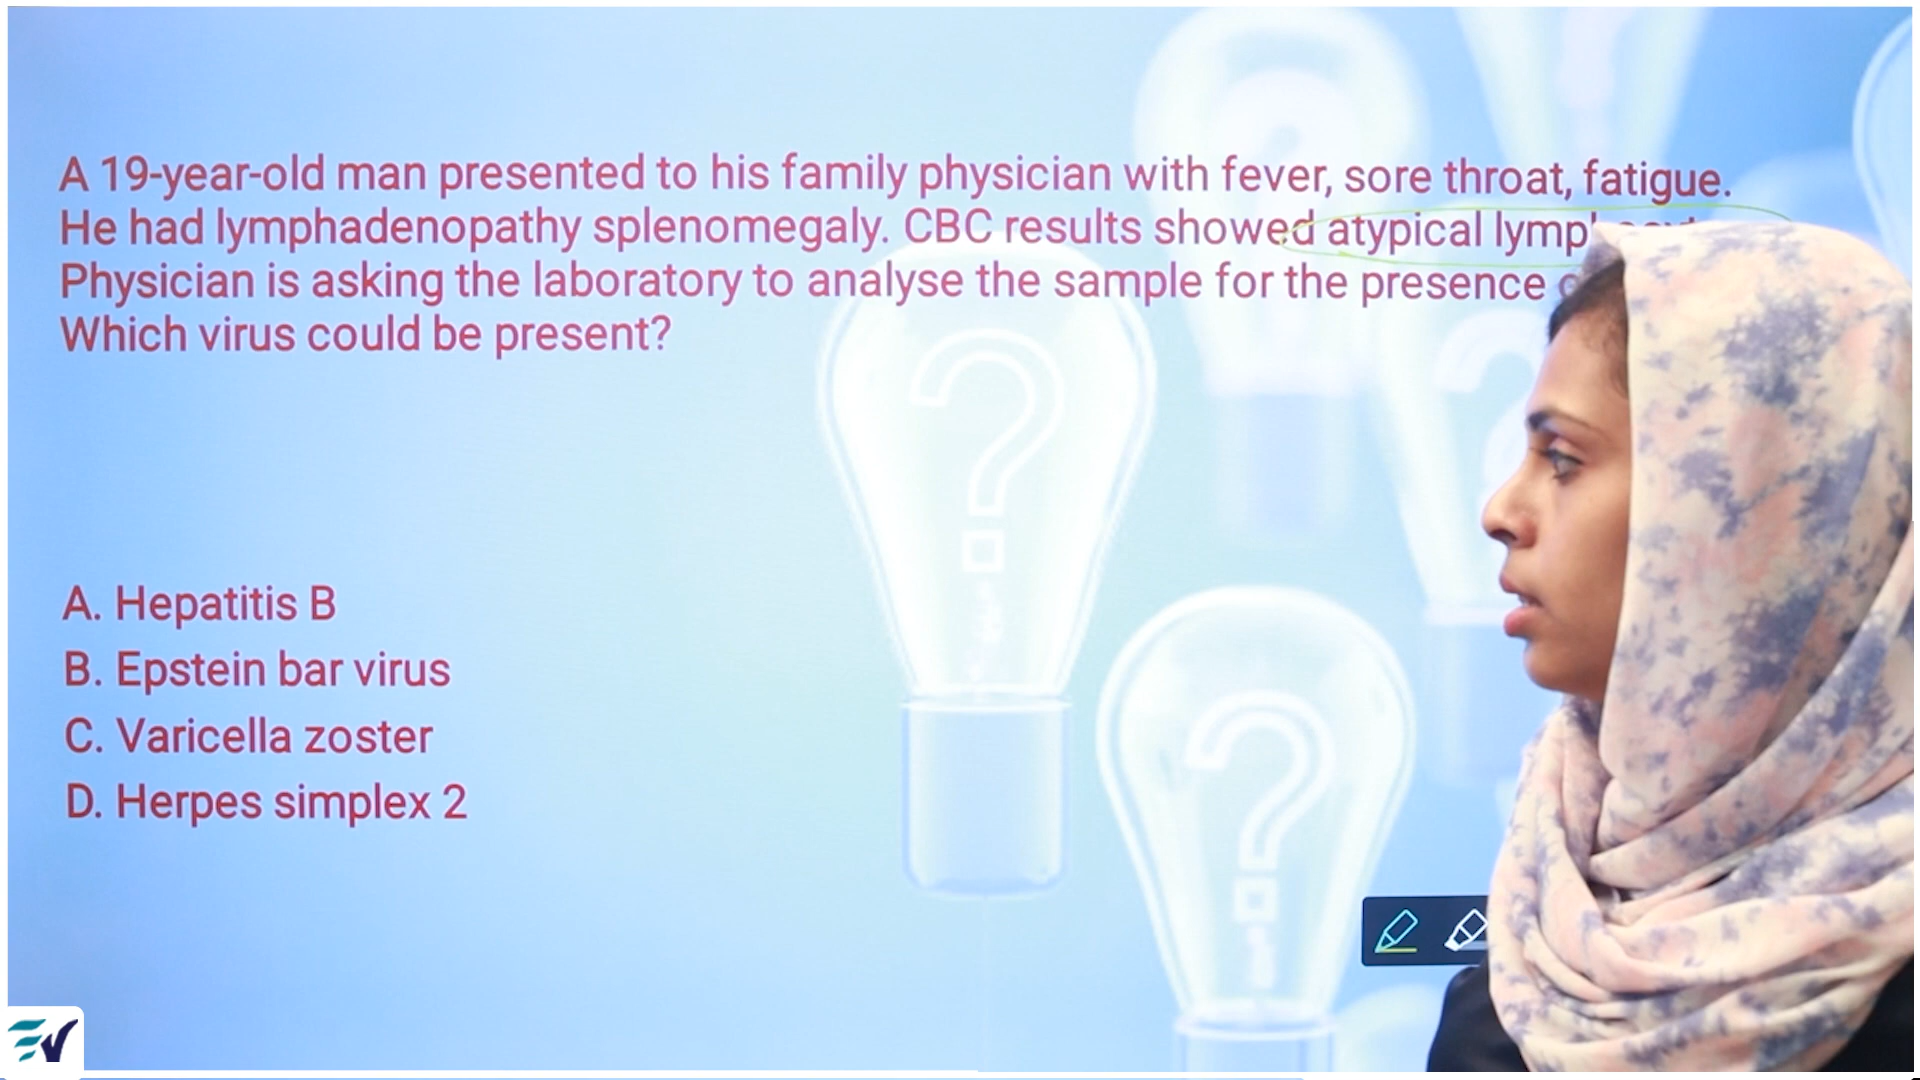 A 19-year-old man presented to his family physician with fever, sore throat, fatigue.
He had lymphadenopathy splenomegaly. CBC results showed atypical
Physician is asking the laboratory to analyse the sample for the presence
Which virus could be present?
A. Hepatitis B
B. Epstein bar virus
C. Varicella zoster
D. Herpes simplex 2